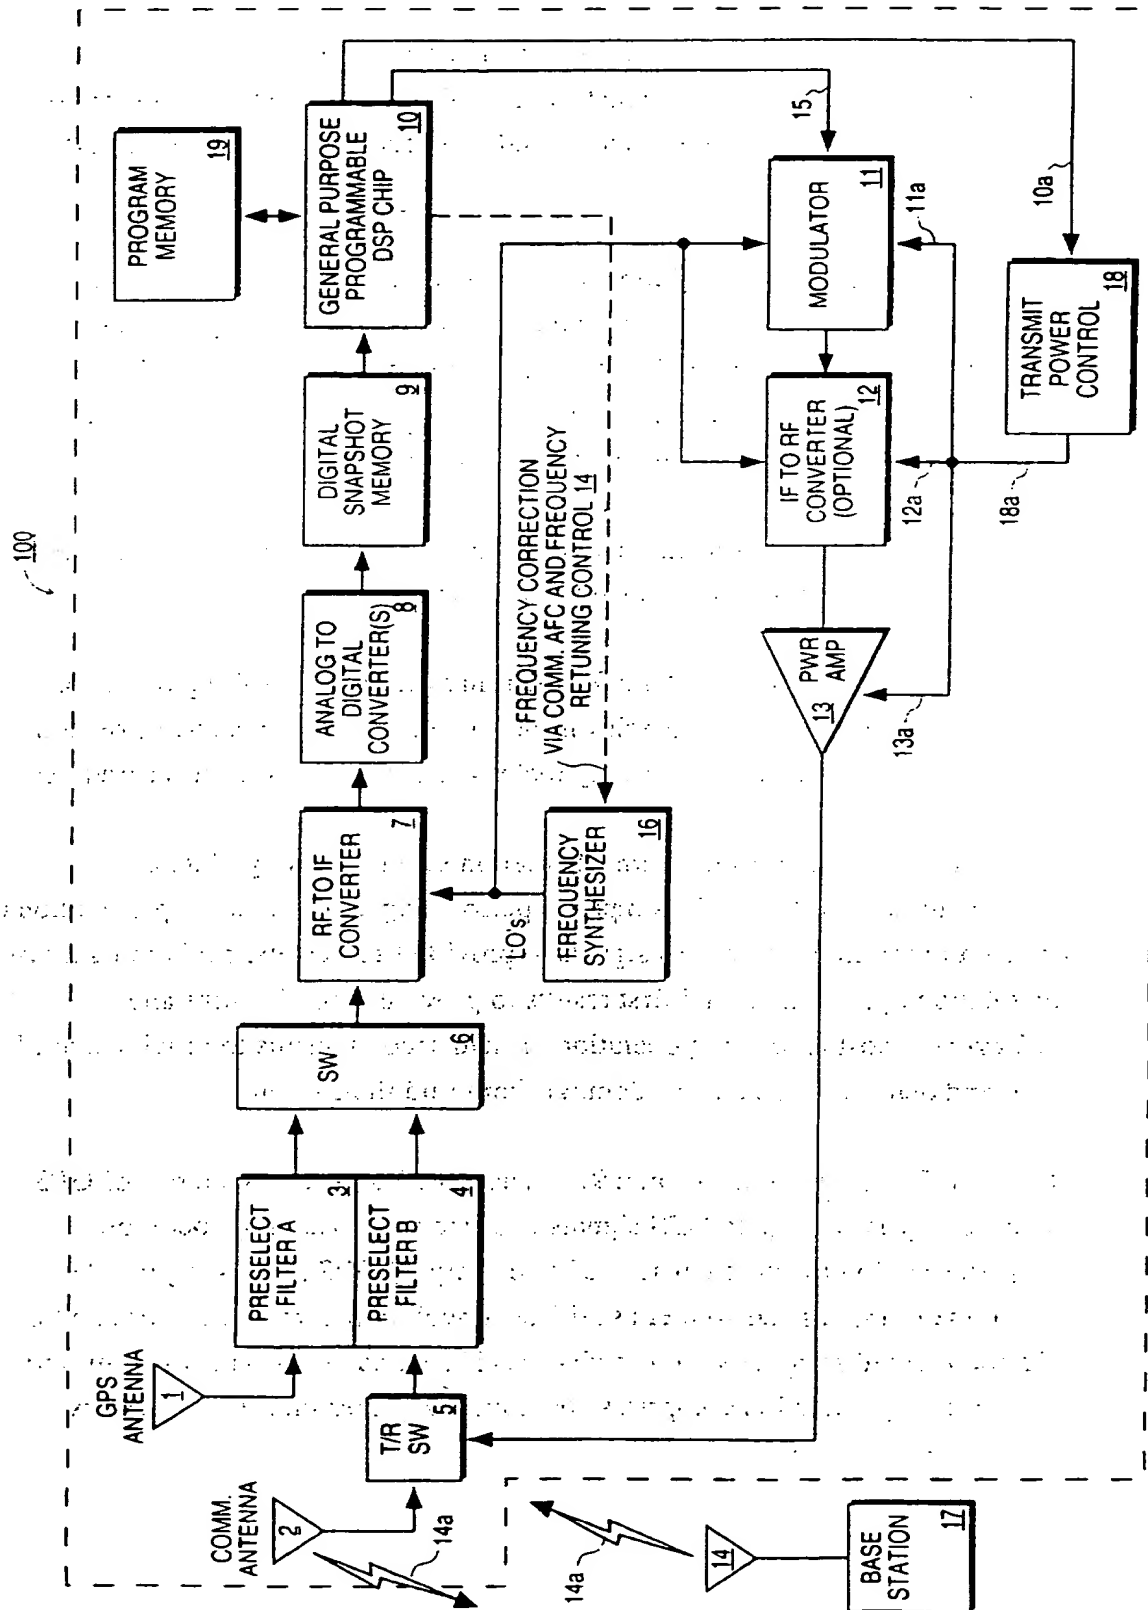 100
GPS
ANTENNA
1
COMM.
ANTENNA
2
14a
T/R
SW
5
PRESELECT
FILTER A
3
PRESELECT
FILTER B
4
SW
6
RF TO IF
CONVERTER
7
ANALOG TO
DIGITAL
CONVERTER(S)
8
DIGITAL
SNAPSHOT
MEMORY
9
GENERAL PURPOSE
PROGRAMMABLE
DSP CHIP
10
PROGRAM
MEMORY
19
LO's
FREQUENCY
SYNTHESIZER
16
FREQUENCY CORRECTION
VIA COMM. AFC AND FREQUENCY
RETUNING CONTROL 14
15
MODULATOR
11
11a
IF TO RF
CONVERTER
(OPTIONAL)
12
12a
PWR
AMP
13
13a
10a
TRANSMIT
POWER
CONTROL
18
18a
14a
14
BASE
STATION
17